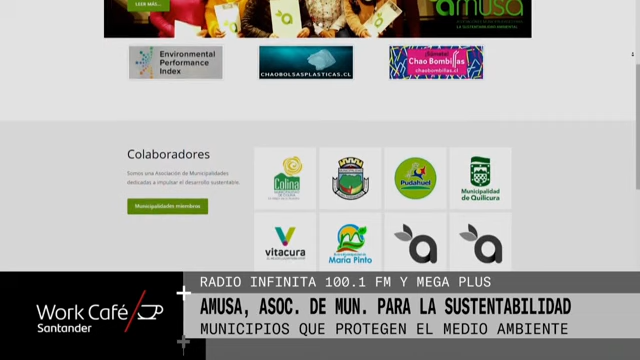 LEER MÁS...
amusa
Environmental
Performance
Index
CHAOBOLSASPLASTICAS.CL
¡Súmate!
Chao Bombillas
chaobombillas.cl
Colaboradores
Somos una Asociación de Municipalidades
dedicadas a impulsar el desarrollo sustentable.
Municipalidades miembros
Colina
Pudahuel
Municipalidad
de Quilicura
vitacura
María Pinto
RADIO INFINITA 100.1 FM Y MEGA PLUS
AMUSA, ASOC. DE MUN. PARA LA SUSTENTABILIDAD
MUNICIPIOS QUE PROTEGEN EL MEDIO AMBIENTE
Work Café
Santander